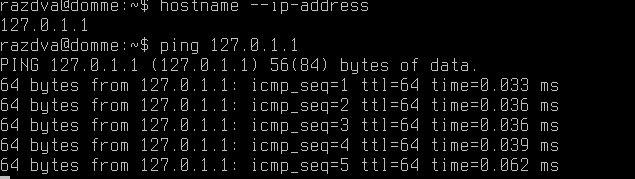 razdva@domme:~$ hostname --ip-address
127.0.1.1
razdva@domme:~$ ping 127.0.1.1
PING 127.0.1.1 (127.0.1.1) 56(84) bytes of data.
64 bytes from 127.0.1.1: icmp_seq=1 ttl=64 time=0.033 ms
64 bytes from 127.0.1.1: icmp_seq=2 ttl=64 time=0.036 ms
64 bytes from 127.0.1.1: icmp_seq=3 ttl=64 time=0.036 ms
64 bytes from 127.0.1.1: icmp_seq=4 ttl=64 time=0.039 ms
64 bytes from 127.0.1.1: icmp_seq=5 ttl=64 time=0.062 ms